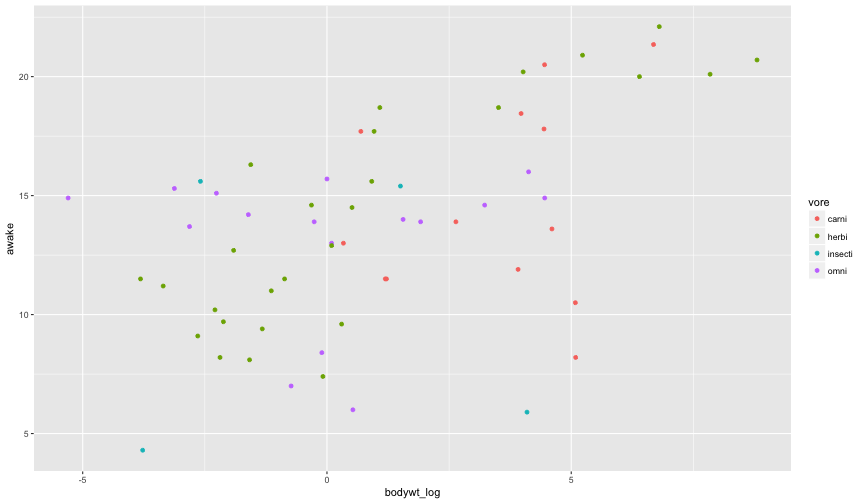 20
15
10
5
awake
-5
0
5
bodywt_log
vore
carni
herbi
insecti
omni